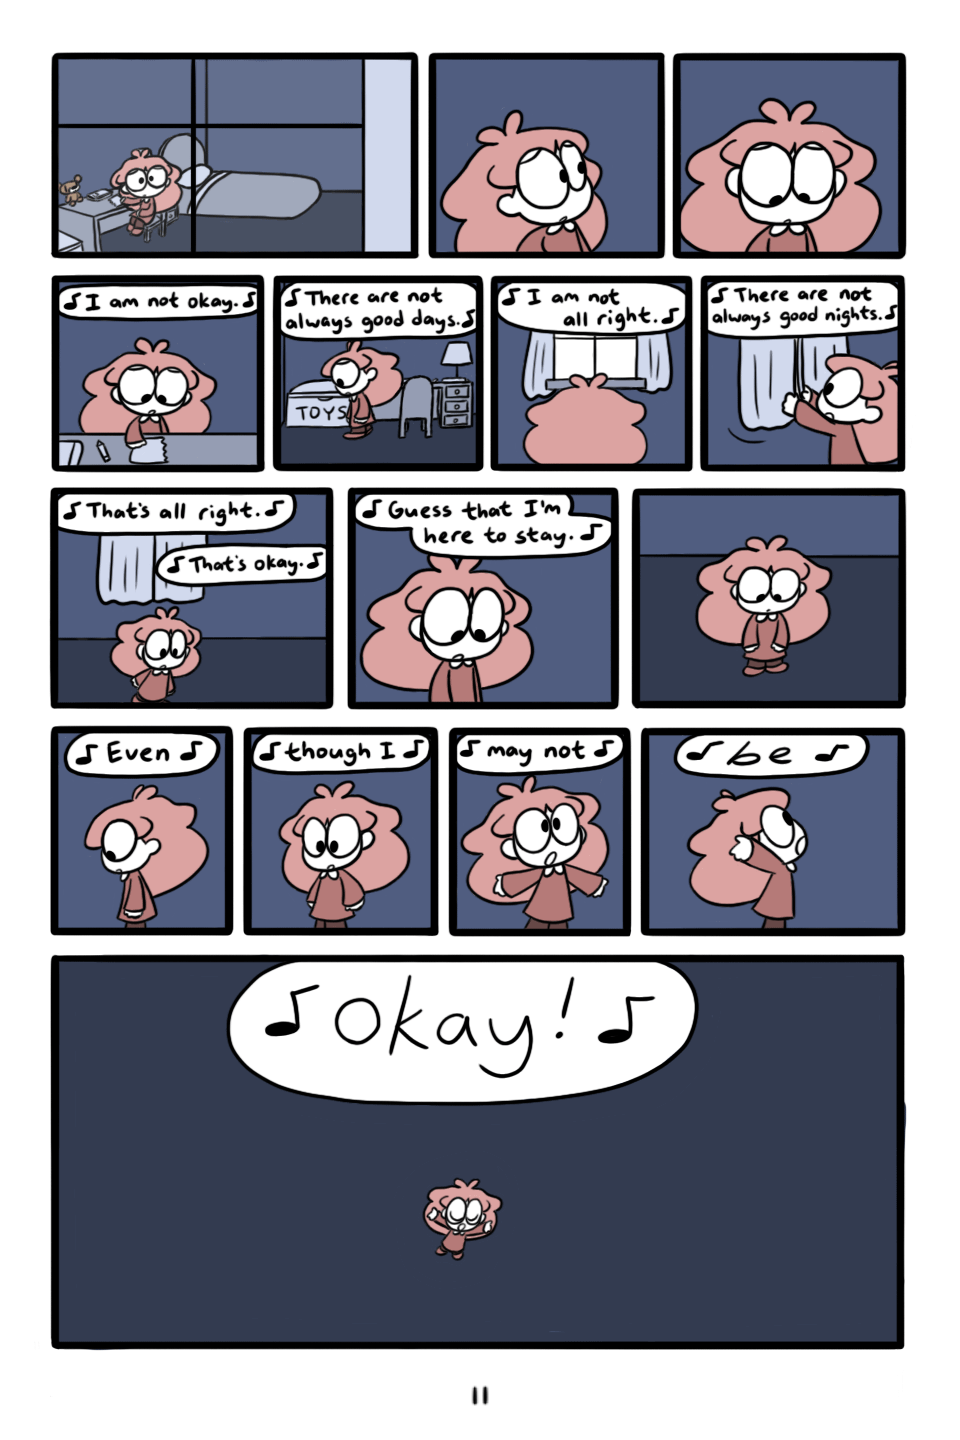 ♪ I am not okay. ♪
♪ There are not
always good days. ♪
TOYS
♪ I am not
all right. ♪
♪ There are not
always good nights. ♪
♪ That's all right. ♪
♪ That's okay. ♪
♪ Guess that I'm
here to stay. ♪
♪ Even ♪
♪ though I ♪
♪ may not ♪
♪ be ♪
♪ okay! ♪
11